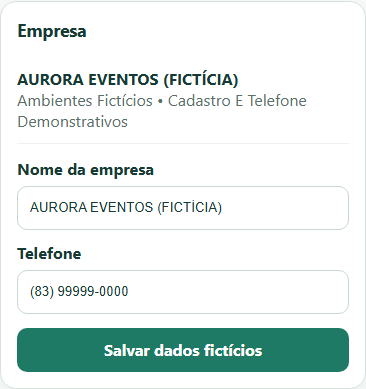 Empresa
AURORA EVENTOS (FICTÍCIA)
Ambientes Fictícios • Cadastro E Telefone
Demonstrativos
Nome da empresa
AURORA EVENTOS (FICTÍCIA)
Telefone
(83) 99999-0000
Salvar dados fictícios